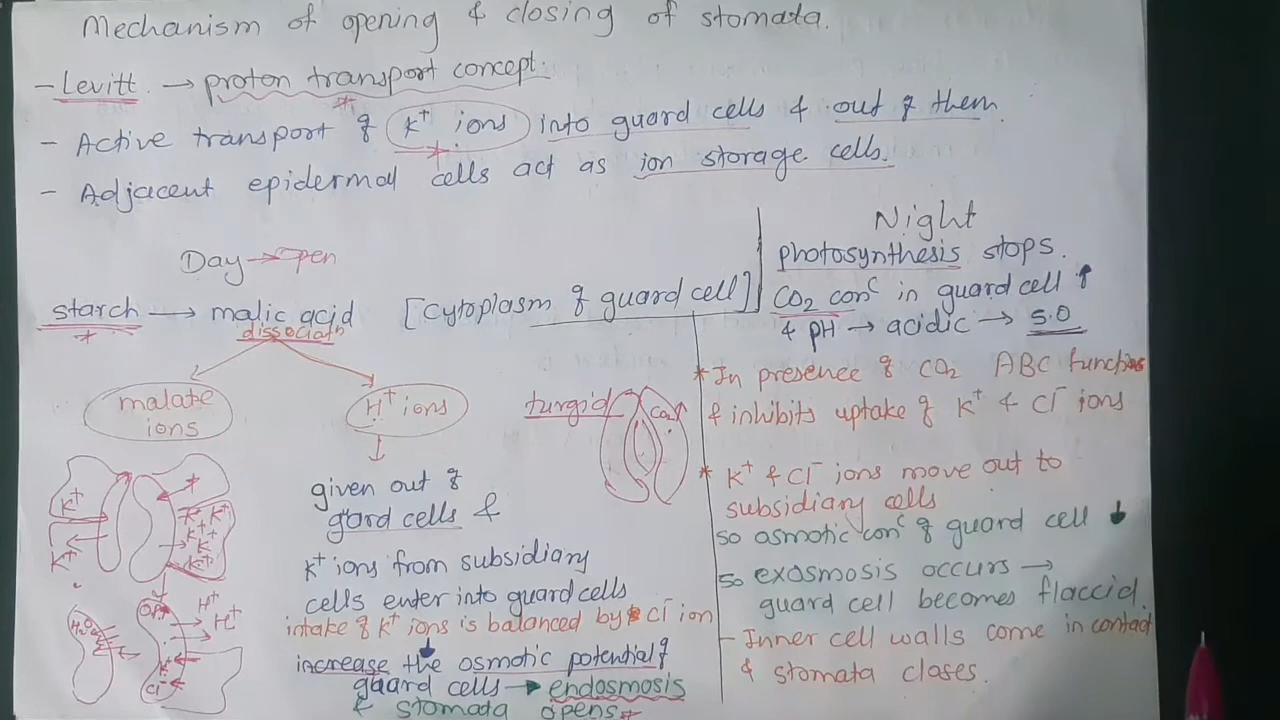 Mechanism of opening & closing of stomata.
- Levitt → proton transport concept.
- Active transport of K+ ions into guard cells & out of them.
- Adjacent epidermal cells act as ion storage cells.
Day → Open
starch → malic acid [cytoplasm of guard cell]
dissociatn
malate
ions
H+ ions
given out of
gard cells &
K+ ions from subsidiary
cells enter into guard cells
intake of K+ ions is balanced by Cl- ion
increase the osmotic potential of
guard cells → endosmosis
& stomata opens
turgid
K+
K+
K+ K+
K+
K
K+
H2O
OP↑
H+
H+
K+
Cl-
Night
photosynthesis stops.
CO2 conc in guard cell ↑
& pH → acidic → 5.0
* In presence of CO2 ABC functions
& inhibits uptake of K+ & Cl- ions
* K+ & Cl- ions move out to
subsidiary cells
so osmotic conc of guard cell ↓
so exosmosis occurs →
guard cell becomes flaccid.
- Inner cell walls come in contact
& stomata closes.